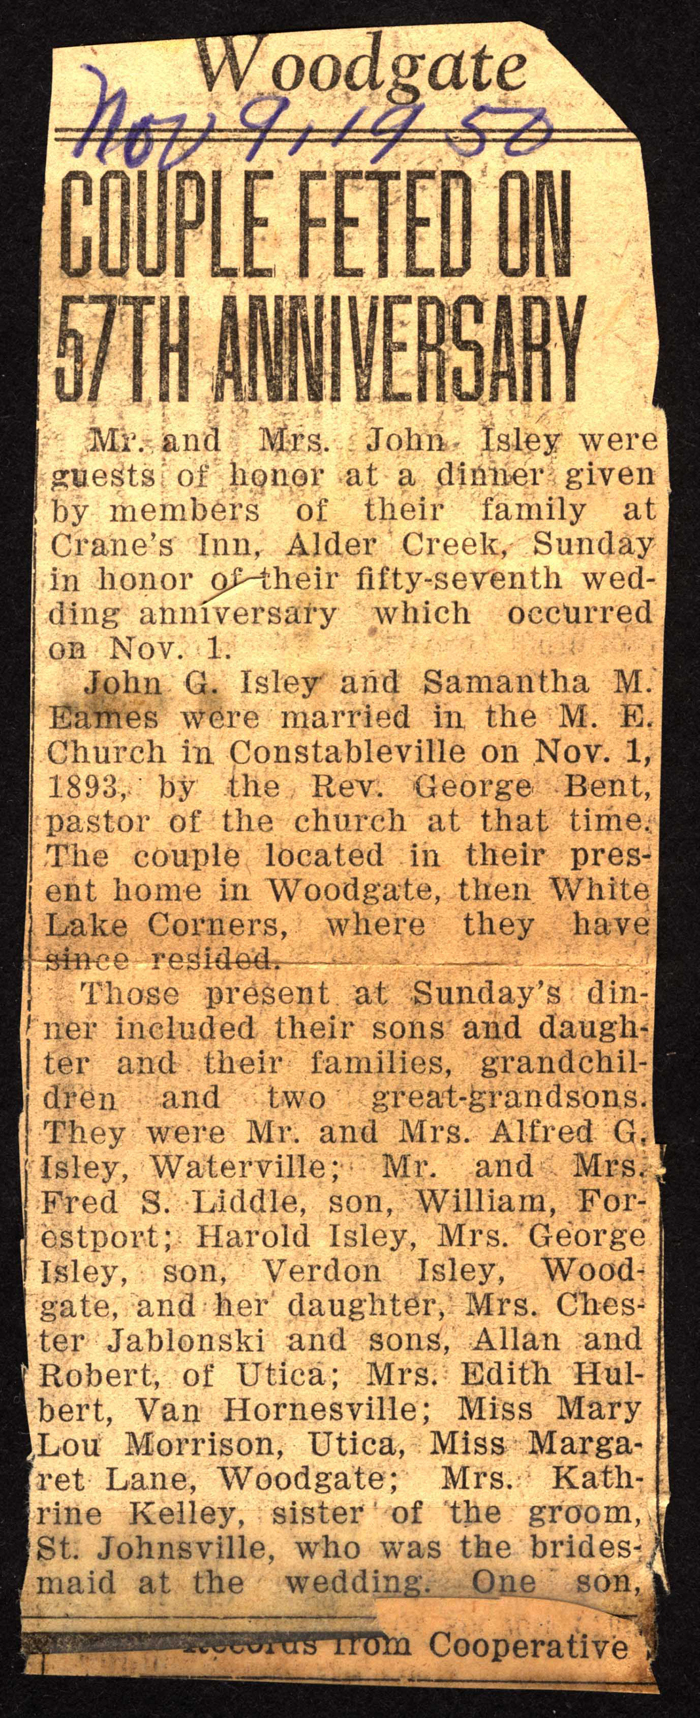 Woodgate
Nov 9, 1950
COUPLE FETED ON
57TH ANNIVERSARY
Mr. and Mrs. John Isley were
guests of honor at a dinner given
by members of their family at
Crane's Inn, Alder Creek, Sunday
in honor of their fifty-seventh wed-
ding anniversary which occurred
on Nov. 1.
John G. Isley and Samantha M.
Eames were married in the M. E.
Church in Constableville on Nov. 1,
1893, by the Rev. George Bent,
pastor of the church at that time.
The couple located in their pres-
ent home in Woodgate, then White
Lake Corners, where they have
since resided.
Those present at Sunday's din-
ner included their sons and daugh-
ter and their families, grandchil-
dren and two great-grandsons.
They were Mr. and Mrs. Alfred G.
Isley, Waterville; Mr. and Mrs.
Fred S. Liddle, son, William, For-
estport; Harold Isley, Mrs. George
Isley, son, Verdon Isley, Wood-
gate, and her daughter, Mrs. Ches-
ter Jablonski and sons, Allan and
Robert, of Utica; Mrs. Edith Hul-
bert, Van Hornesville; Miss Mary
Lou Morrison, Utica, Miss Marga-
ret Lane, Woodgate; Mrs. Kath-
rine Kelley, sister of the groom,
St. Johnsville, who was the brides-
maid at the wedding. One son,
Records from Cooperative